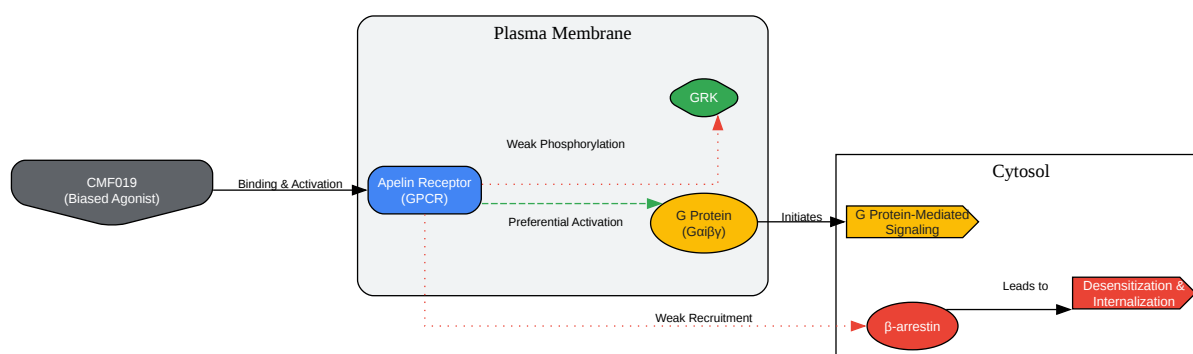 Plasma Membrane
GRK
Weak Phosphorylation
Cytosol
CMF019
(Biased Agonist)
Binding & Activation
Apelin Receptor
(GPCR)
Preferential Activation
G Protein
(Gαiβγ)
Initiates
G Protein-Mediated
Signaling
Leads to
Desensitization &
Internalization
Weak Recruitment
β-arrestin